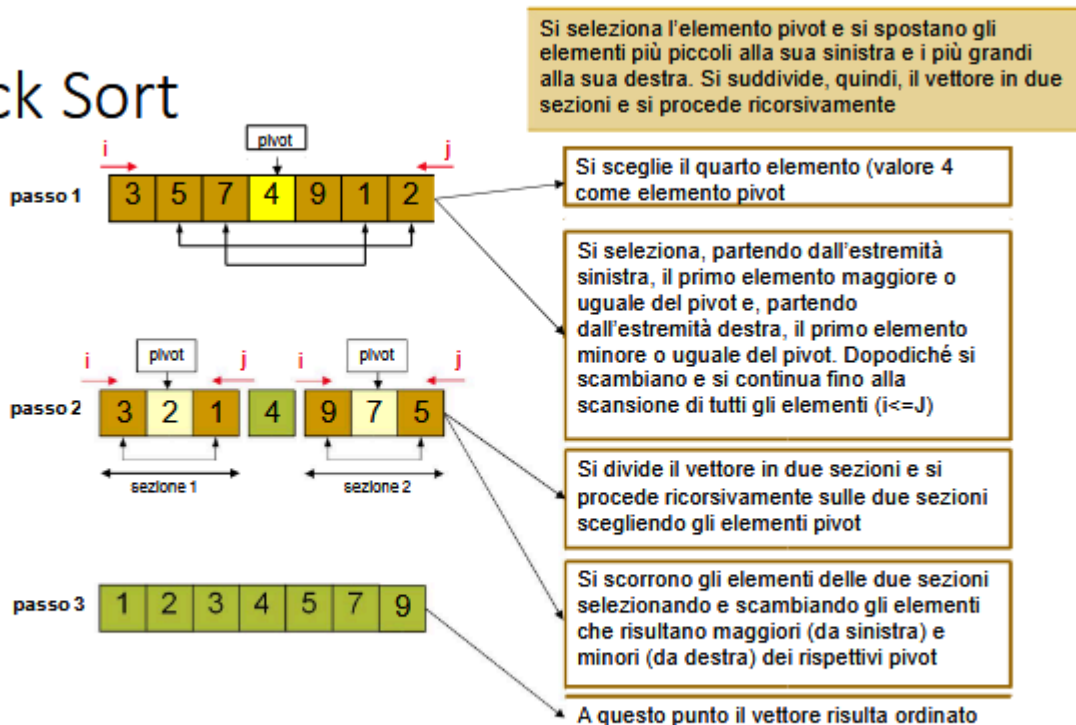 Si seleziona l'elemento pivot e si spostano gli
elementi più piccoli alla sua sinistra e i più grandi
alla sua destra. Si suddivide, quindi, il vettore in due
sezioni e si procede ricorsivamente
ck Sort
pivot
i
j
passo 1
3 5 7 4 9 1 2
Si sceglie il quarto elemento (valore 4
come elemento pivot
Si seleziona, partendo dall'estremità
sinistra, il primo elemento maggiore o
uguale del pivot e, partendo
dall'estremità destra, il primo elemento
minore o uguale del pivot. Dopodiché si
scambiano e si continua fino alla
scansione di tutti gli elementi (i<=J)
i
pivot
j
i
pivot
j
passo 2
3 2 1 4 9 7 5
sezione 1
sezione 2
Si divide il vettore in due sezioni e si
procede ricorsivamente sulle due sezioni
scegliendo gli elementi pivot
Si scorrono gli elementi delle due sezioni
selezionando e scambiando gli elementi
che risultano maggiori (da sinistra) e
minori (da destra) dei rispettivi pivot
passo 3
1 2 3 4 5 7 9
A questo punto il vettore risulta ordinato